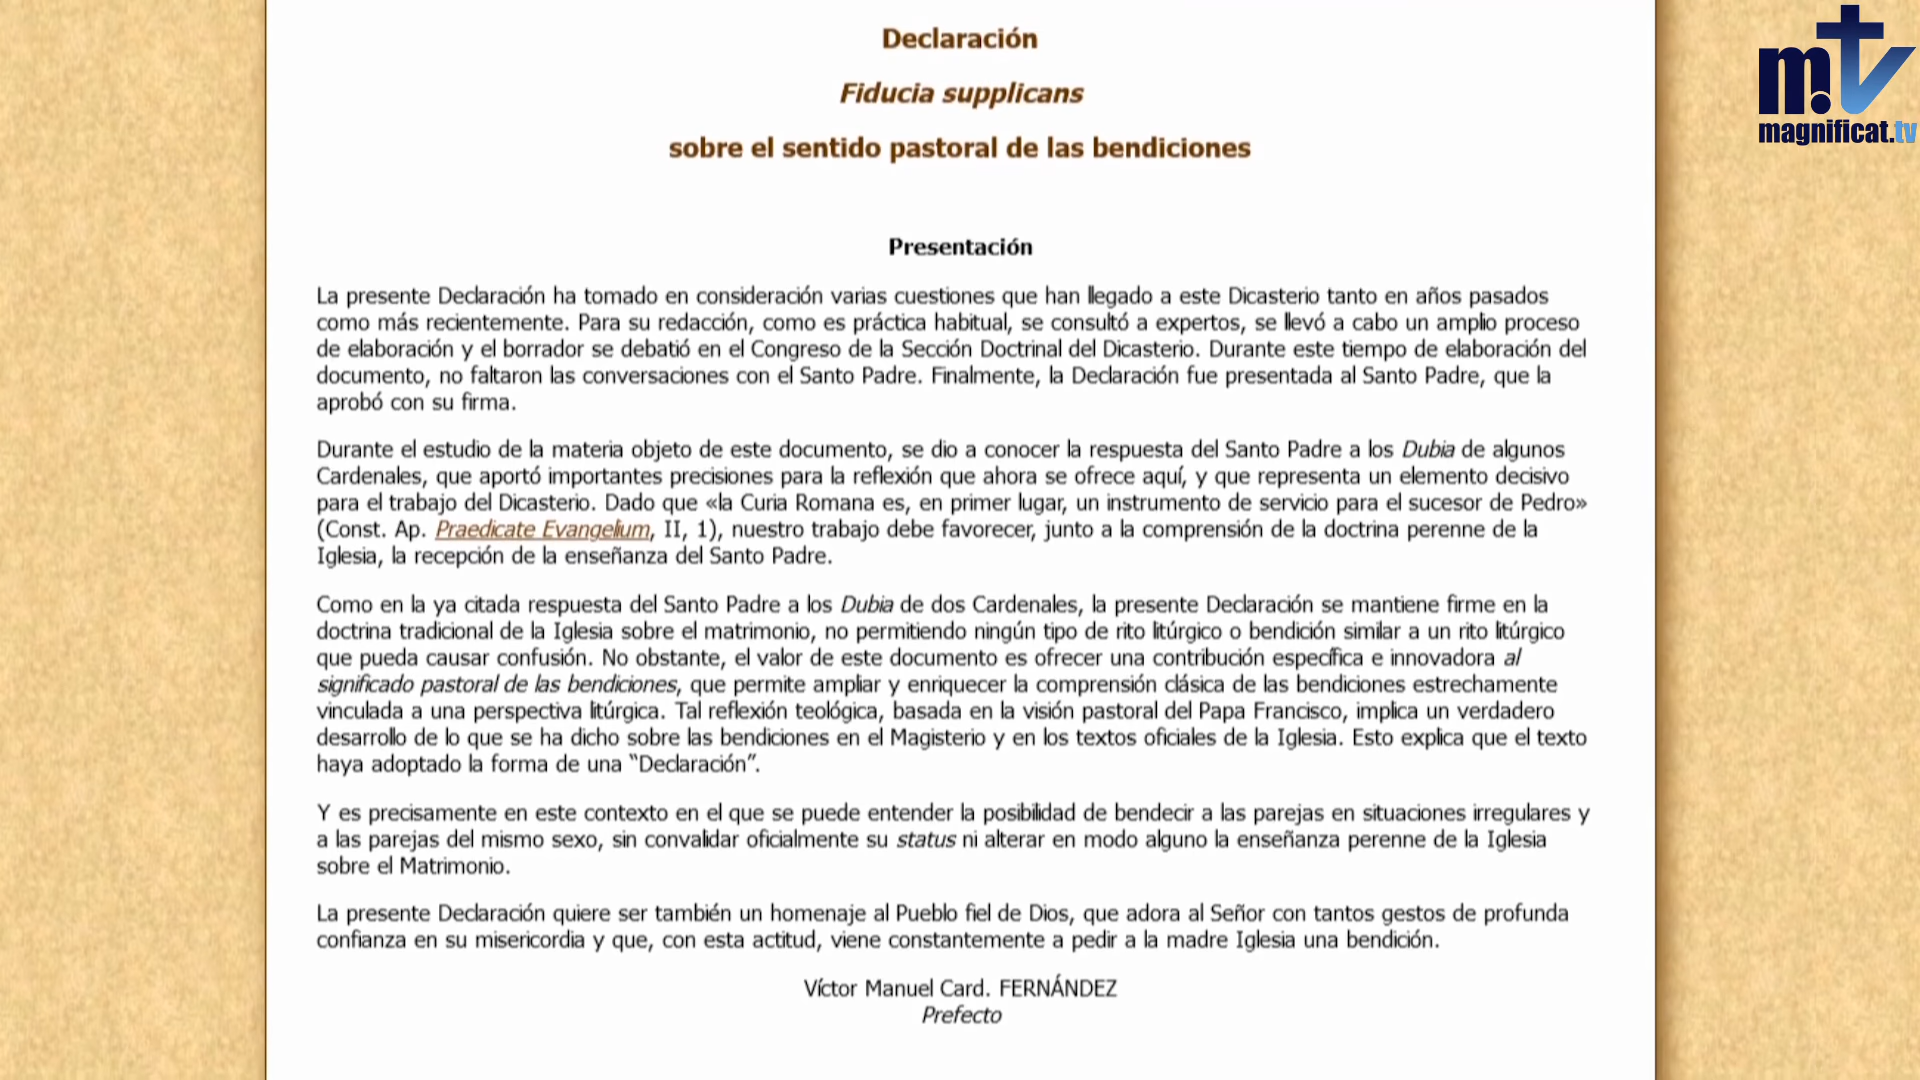 Declaración
Fiducia supplicans
sobre el sentido pastoral de las bendiciones
m.tv
magnificat.tv
Presentación
La presente Declaración ha tomado en consideración varias cuestiones que han llegado a este Dicasterio tanto en años pasados
como más recientemente. Para su redacción, como es práctica habitual, se consultó a expertos, se llevó a cabo un amplio proceso
de elaboración y el borrador se debatió en el Congreso de la Sección Doctrinal del Dicasterio. Durante este tiempo de elaboración del
documento, no faltaron las conversaciones con el Santo Padre. Finalmente, la Declaración fue presentada al Santo Padre, que la
aprobó con su firma.
Durante el estudio de la materia objeto de este documento, se dio a conocer la respuesta del Santo Padre a los Dubia de algunos
Cardenales, que aportó importantes precisiones para la reflexión que ahora se ofrece aquí, y que representa un elemento decisivo
para el trabajo del Dicasterio. Dado que «la Curia Romana es, en primer lugar, un instrumento de servicio para el sucesor de Pedro»
(Const. Ap. Praedicate Evangelium, II, 1), nuestro trabajo debe favorecer, junto a la comprensión de la doctrina perenne de la
Iglesia, la recepción de la enseñanza del Santo Padre.
Como en la ya citada respuesta del Santo Padre a los Dubia de dos Cardenales, la presente Declaración se mantiene firme en la
doctrina tradicional de la Iglesia sobre el matrimonio, no permitiendo ningún tipo de rito litúrgico o bendición similar a un rito litúrgico
que pueda causar confusión. No obstante, el valor de este documento es ofrecer una contribución específica e innovadora al
significado pastoral de las bendiciones, que permite ampliar y enriquecer la comprensión clásica de las bendiciones estrechamente
vinculada a una perspectiva litúrgica. Tal reflexión teológica, basada en la visión pastoral del Papa Francisco, implica un verdadero
desarrollo de lo que se ha dicho sobre las bendiciones en el Magisterio y en los textos oficiales de la Iglesia. Esto explica que el texto
haya adoptado la forma de una “Declaración”.
Y es precisamente en este contexto en el que se puede entender la posibilidad de bendecir a las parejas en situaciones irregulares y
a las parejas del mismo sexo, sin convalidar oficialmente su status ni alterar en modo alguno la enseñanza perenne de la Iglesia
sobre el Matrimonio.
La presente Declaración quiere ser también un homenaje al Pueblo fiel de Dios, que adora al Señor con tantos gestos de profunda
confianza en su misericordia y que, con esta actitud, viene constantemente a pedir a la madre Iglesia una bendición.
Víctor Manuel Card. FERNÁNDEZ
Prefecto